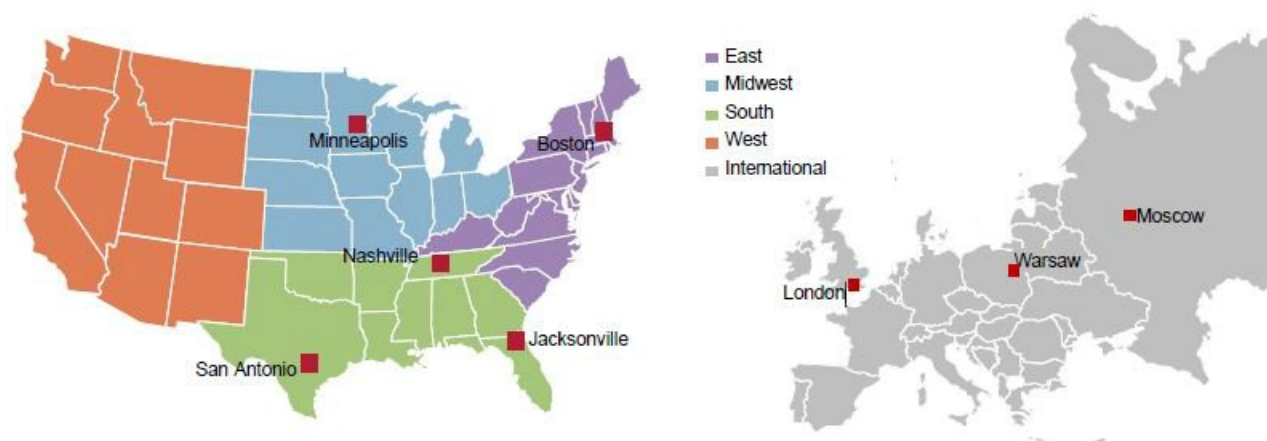 East
Midwest
South
West
International
Minneapolis
Boston
Nashville
Jacksonville
San Antonio
Moscow
Warsaw
London